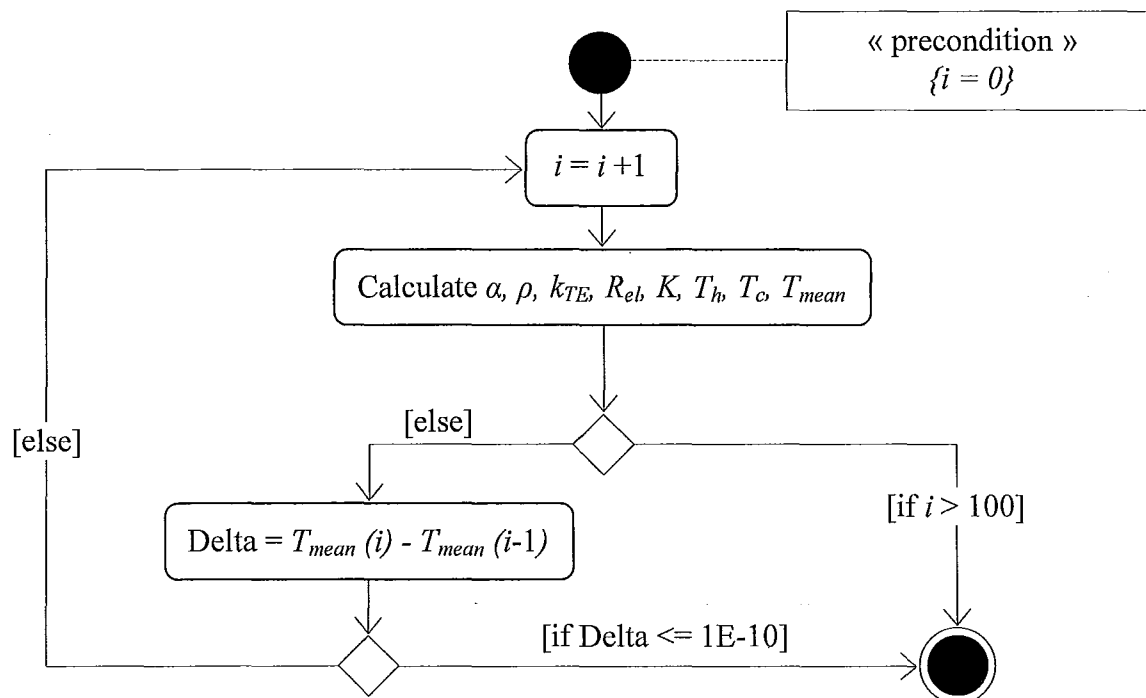 « precondition »
{i = 0}
i = i +1
Calculate α, ρ, k_TE, R_el, K, T_h, T_c, T_mean
[else]
[else]
[if i > 100]
Delta = T_mean (i) - T_mean (i-1)
[if Delta <= 1E-10]